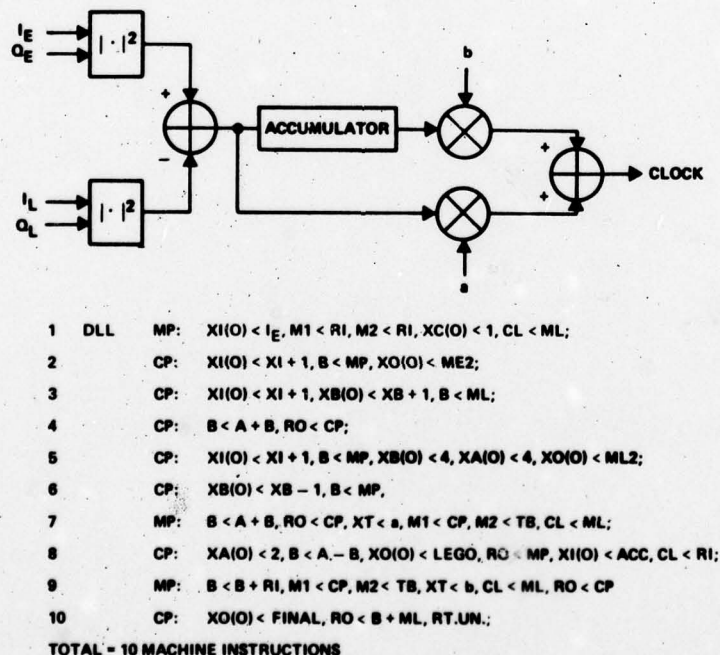 I_E
Q_E
|·|²
b
+
ACCUMULATOR
−
+
CLOCK
+
I_L
Q_L
|·|²
a
1 DLL MP: XI(O) < I_E, M1 < RI, M2 < RI, XC(O) < 1, CL < ML;
2 CP: XI(O) < XI + 1, B < MP, XO(O) < ME2;
3 CP: XI(O) < XI + 1, XB(O) < XB + 1, B < ML;
4 CP: B < A + B, RO < CP;
5 CP: XI(O) < XI + 1, B < MP, XB(O) < 4, XA(O) < 4, XO(O) < ML2;
6 CP: XB(O) < XB − 1, B < MP,
7 MP: B < A + B, RO < CP, XT < a, M1 < CP, M2 < TB, CL < ML;
8 CP: XA(O) < 2, B < A − B, XO(O) < LEGO, RO < MP, XI(O) < ACC, CL < RI;
9 MP: B < B + RI, M1 < CP, M2 < TB, XT < b, CL < ML, RO < CP
10 CP: XO(O) < FINAL, RO < B + ML, RT.UN.;
TOTAL = 10 MACHINE INSTRUCTIONS